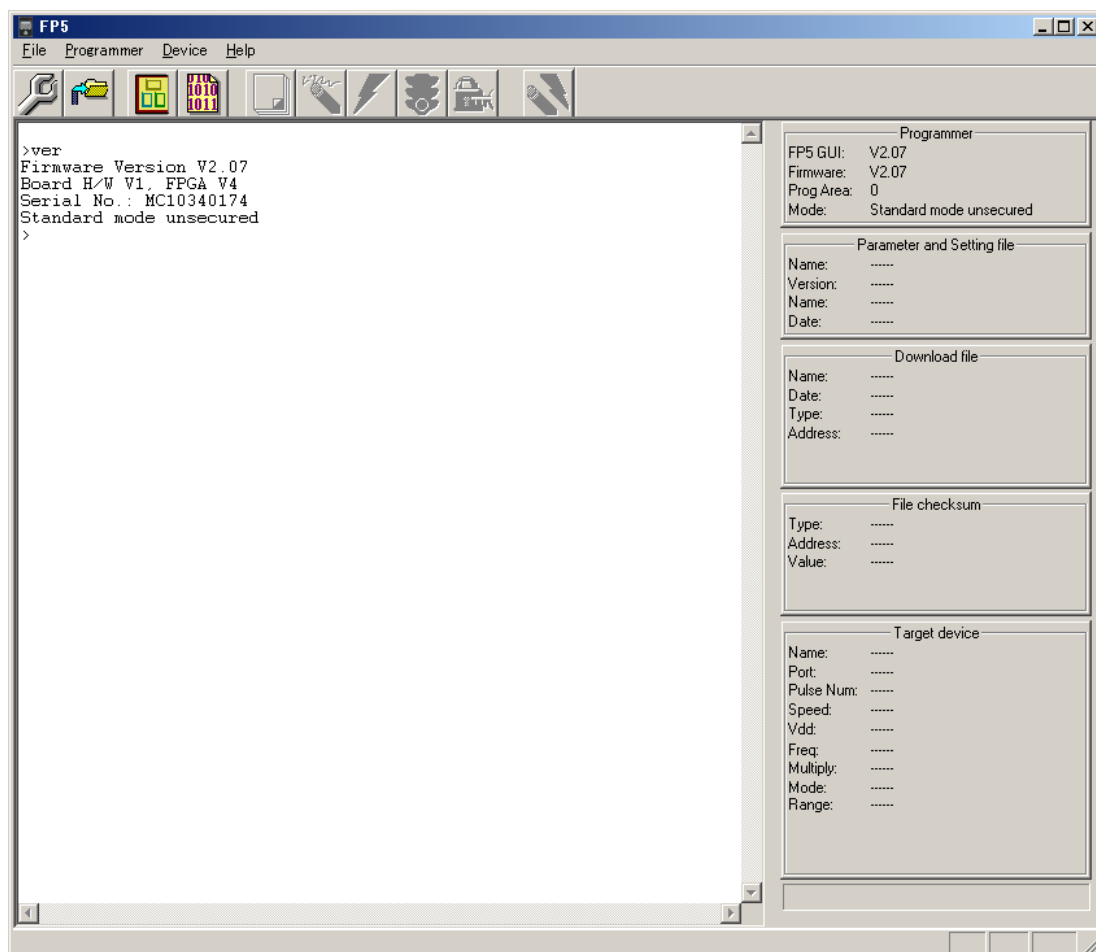 FP5
File Programmer Device Help
1010
1011
>ver
Firmware Version V2.07
Board H/W V1, FPGA V4
Serial No.: MC10340174
Standard mode unsecured
>
Programmer
FP5 GUI: V2.07
Firmware: V2.07
Prog Area: 0
Mode: Standard mode unsecured
Parameter and Setting file
Name: ------
Version: ------
Name: ------
Date: ------
Download file
Name: ------
Date: ------
Type: ------
Address: ------
File checksum
Type: ------
Address: ------
Value: ------
Target device
Name: ------
Port: ------
Pulse Num: ------
Speed: ------
Vdd: ------
Freq: ------
Multiply: ------
Mode: ------
Range: ------